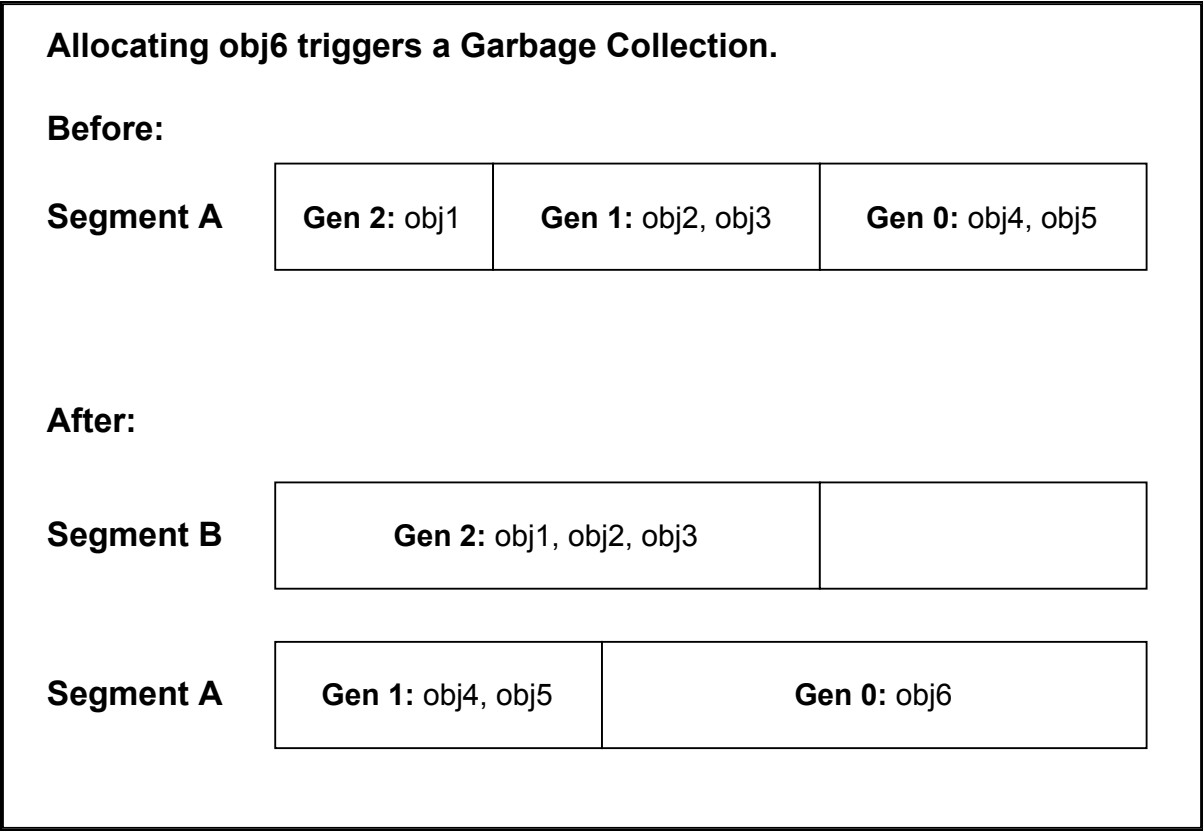 Allocating obj6 triggers a Garbage Collection.
Before:
Segment A
Gen 2: obj1
Gen 1: obj2, obj3
Gen 0: obj4, obj5
After:
Segment B
Gen 2: obj1, obj2, obj3
Segment A
Gen 1: obj4, obj5
Gen 0: obj6